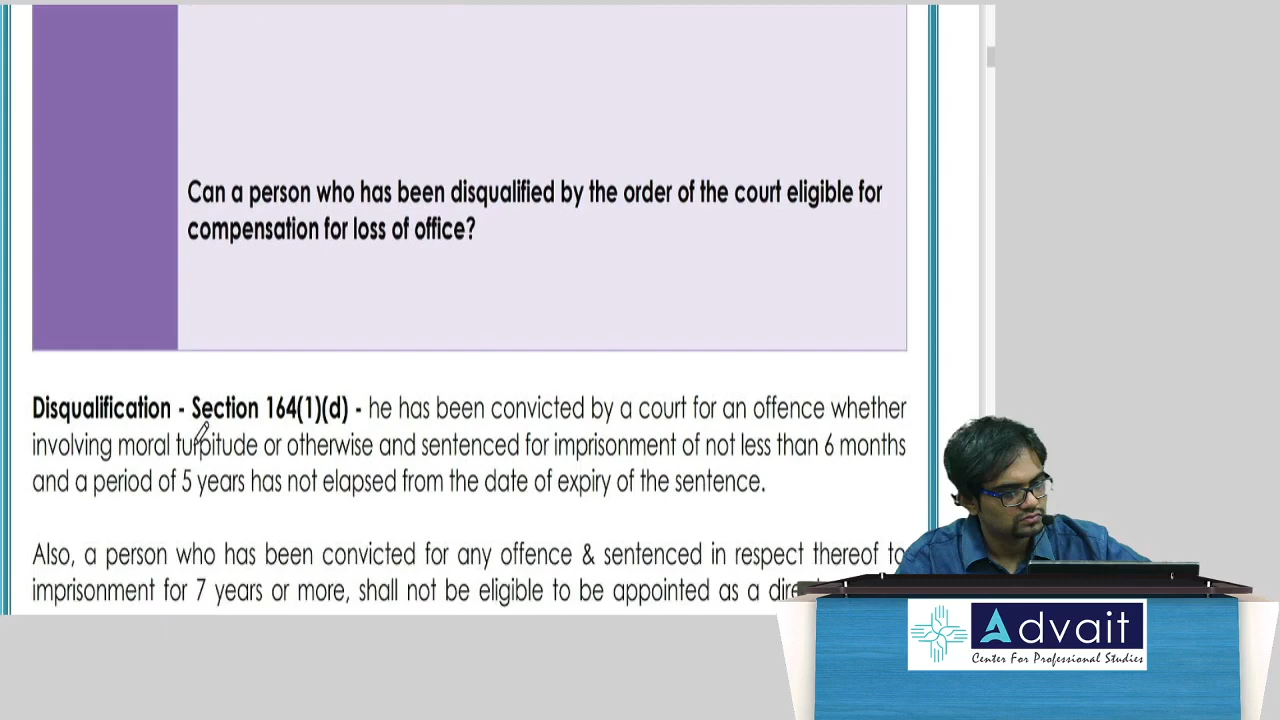 Can a person who has been disqualified by the order of the court eligible for
compensation for loss of office?
Disqualification - Section 164(1)(d) - he has been convicted by a court for an offence whether
involving moral turpitude or otherwise and sentenced for imprisonment of not less than 6 months
and a period of 5 years has not elapsed from the date of expiry of the sentence.
Also, a person who has been convicted for any offence & sentenced in respect thereof to
imprisonment for 7 years or more, shall not be eligible to be appointed as a
Advait
Center For Professional Studies